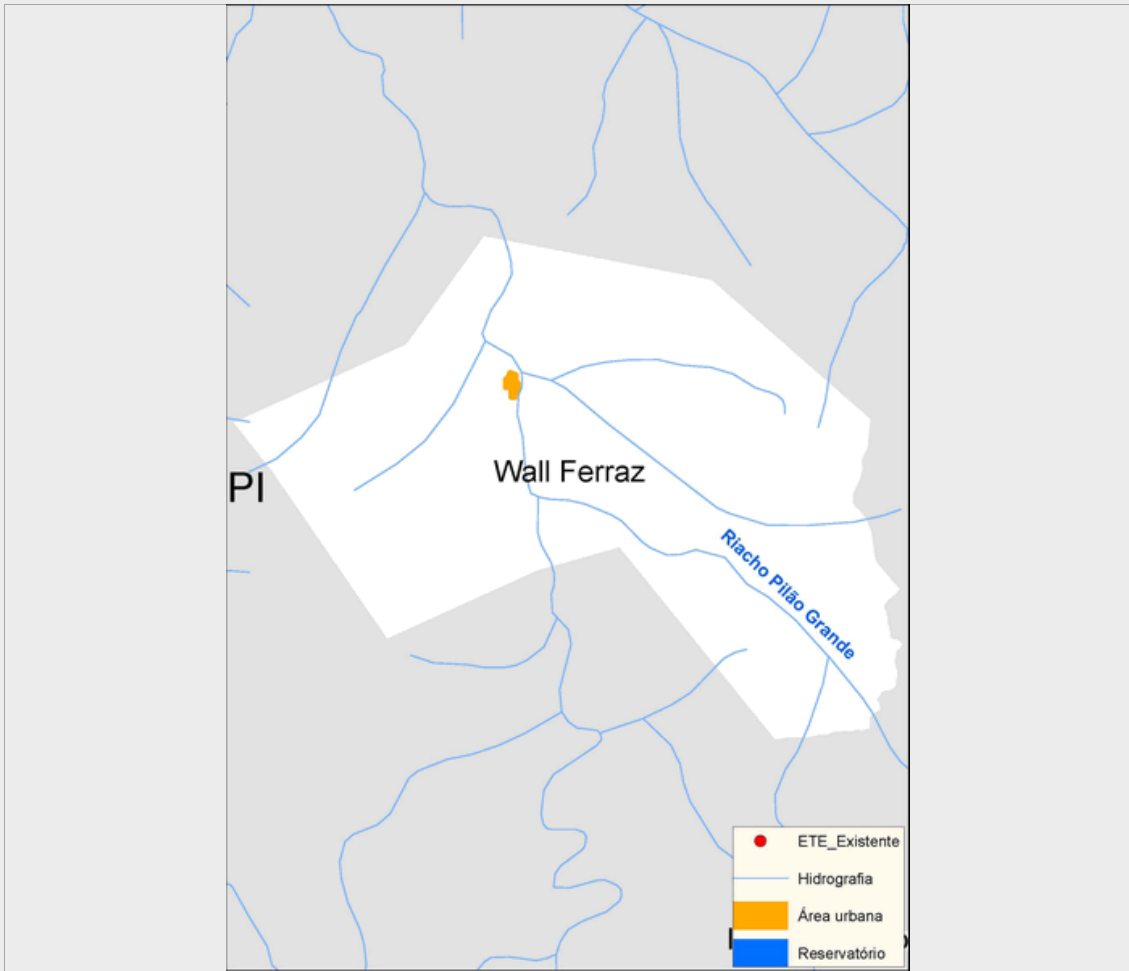 Wall Ferraz
PI
Riacho Pilão Grande
ETE_Existente
Hidrografia
Área urbana
Reservatório